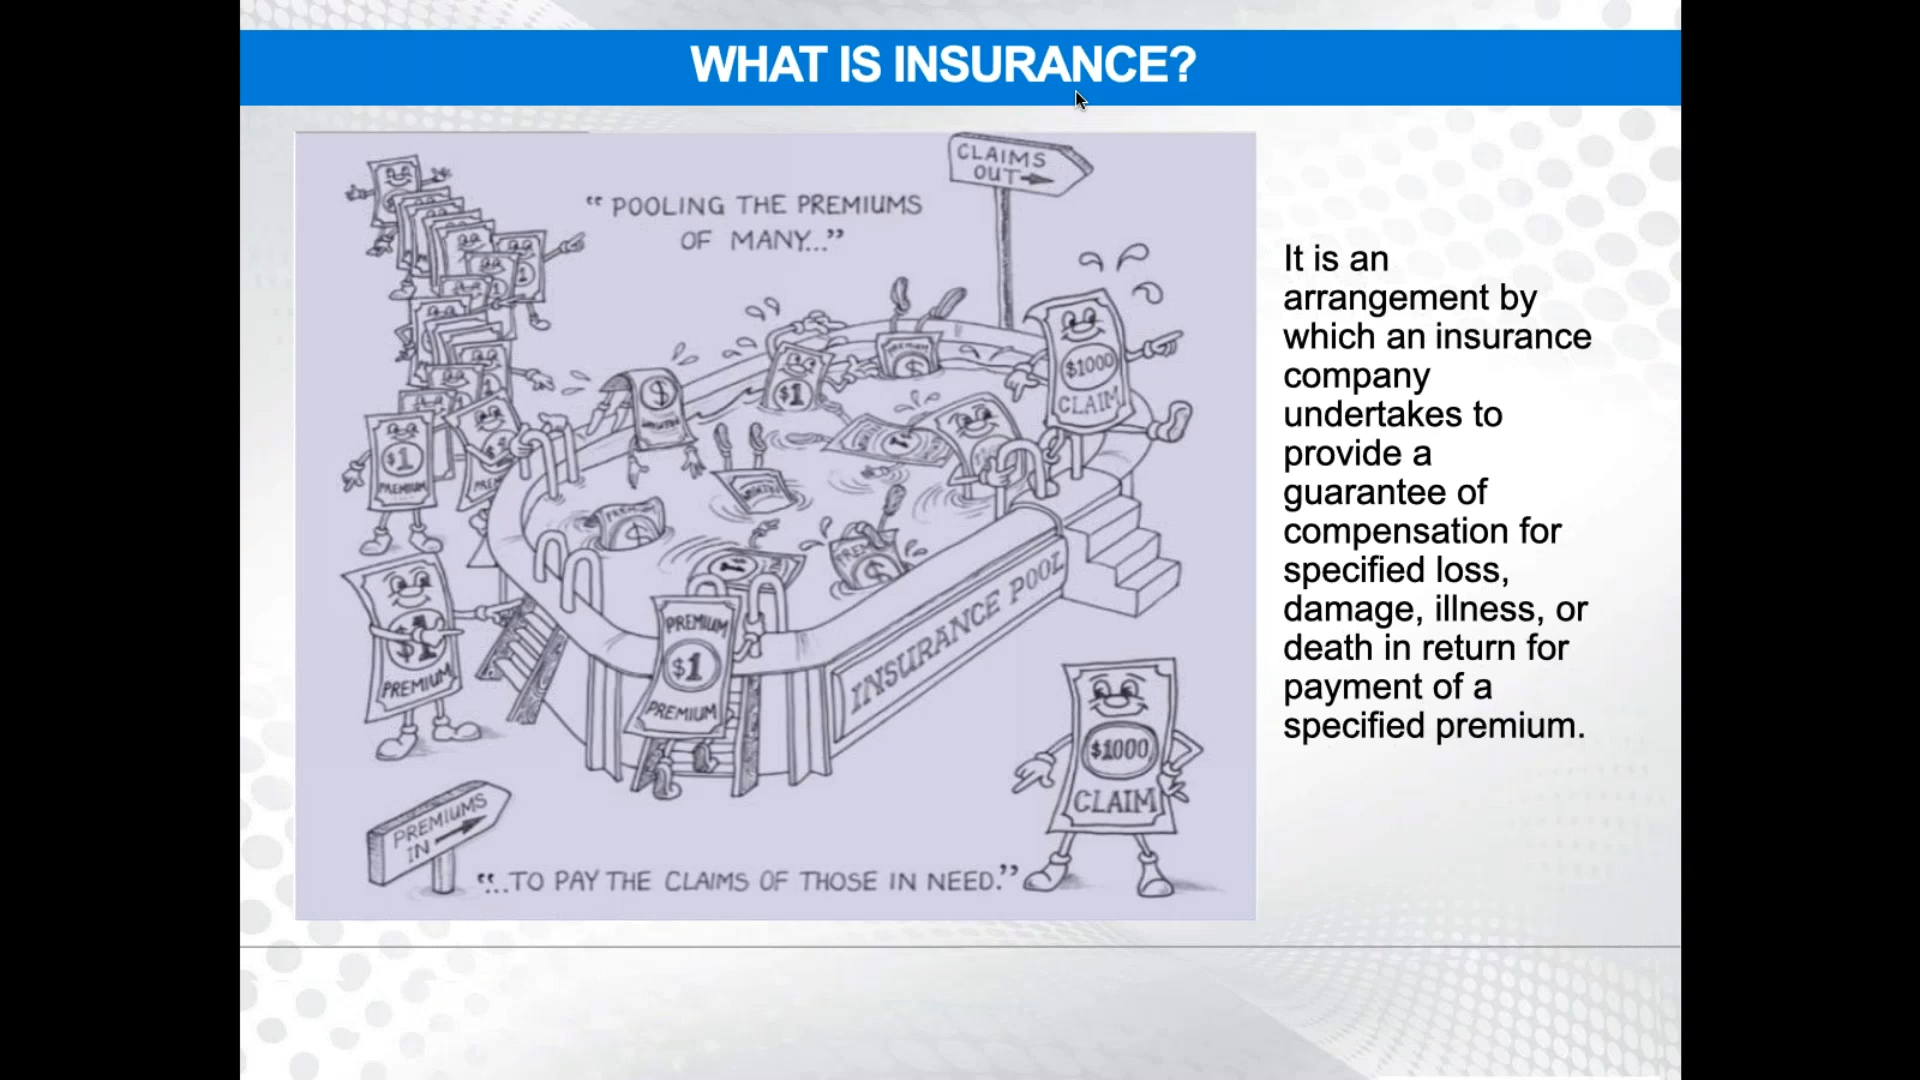 WHAT IS INSURANCE?
CLAIMS
OUT
“POOLING THE PREMIUMS
OF MANY...”
It is an
arrangement by
which an insurance
company
undertakes to
provide a
guarantee of
compensation for
specified loss,
damage, illness, or
death in return for
payment of a
specified premium.
$1000
CLAIM
$1
$1
PREMIUM
PREMIUM
$
PREMIUM
$
$1
PREMIUM
PREMIUM
$1
PREMIUM
INSURANCE POOL
$1000
CLAIM
PREMIUMS
IN
“...TO PAY THE CLAIMS OF THOSE IN NEED.”